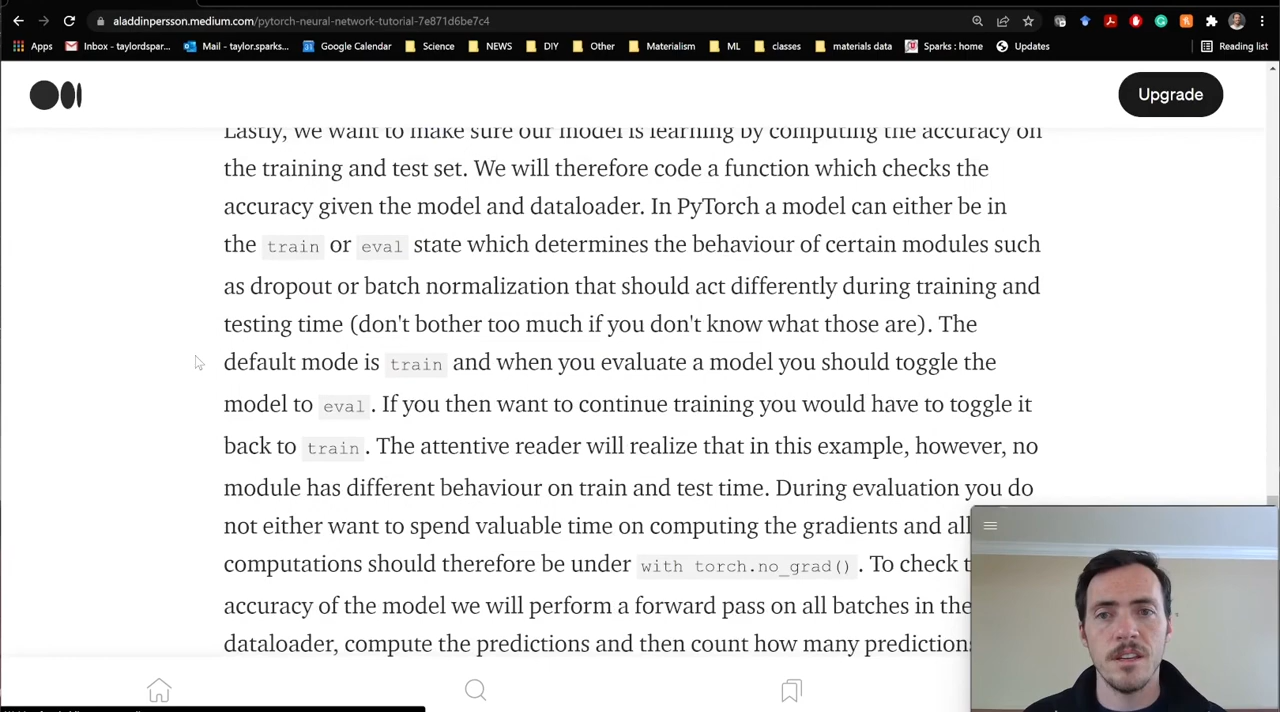 aladdinpersson.medium.com/pytorch-neural-network-tutorial-7e871d6be7c4
Apps Inbox - taylordspar... Mail - taylor.sparks... Google Calendar Science NEWS DIY Other Materialism ML classes materials data Sparks : home Updates Reading list
Upgrade
Lastly, we want to make sure our model is learning by computing the accuracy on
the training and test set. We will therefore code a function which checks the
accuracy given the model and dataloader. In PyTorch a model can either be in
the train or eval state which determines the behaviour of certain modules such
as dropout or batch normalization that should act differently during training and
testing time (don't bother too much if you don't know what those are). The
default mode is train and when you evaluate a model you should toggle the
model to eval . If you then want to continue training you would have to toggle it
back to train . The attentive reader will realize that in this example, however, no
module has different behaviour on train and test time. During evaluation you do
not either want to spend valuable time on computing the gradients and all
computations should therefore be under with torch.no_grad() . To check t
accuracy of the model we will perform a forward pass on all batches in the
dataloader, compute the predictions and then count how many predictions